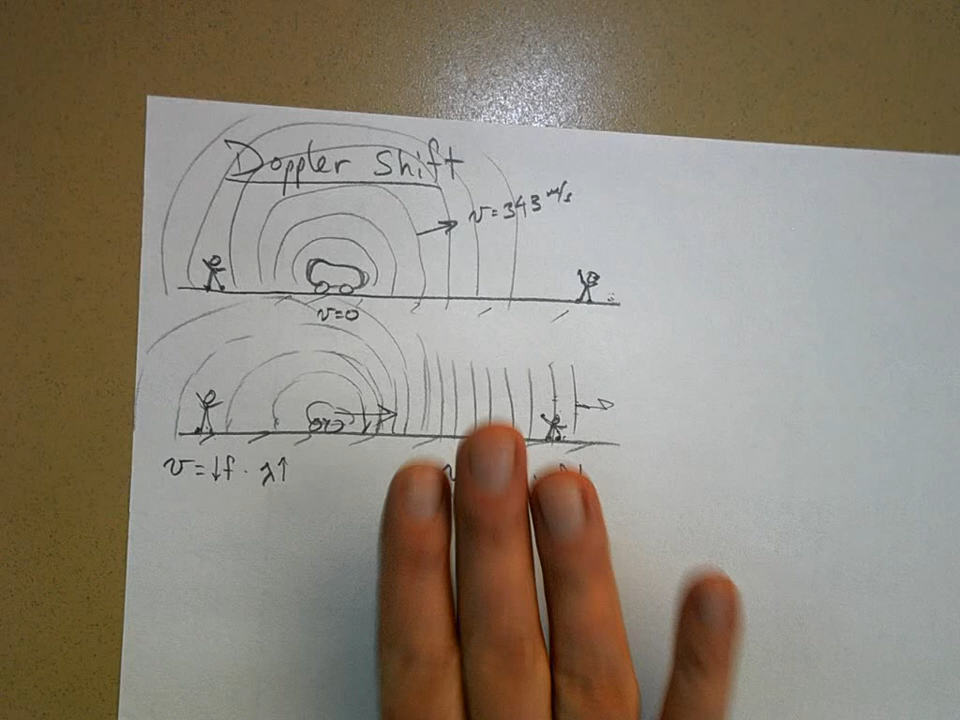 Doppler Shift
v=343 m/s
v=0
v=↓f · λ↑